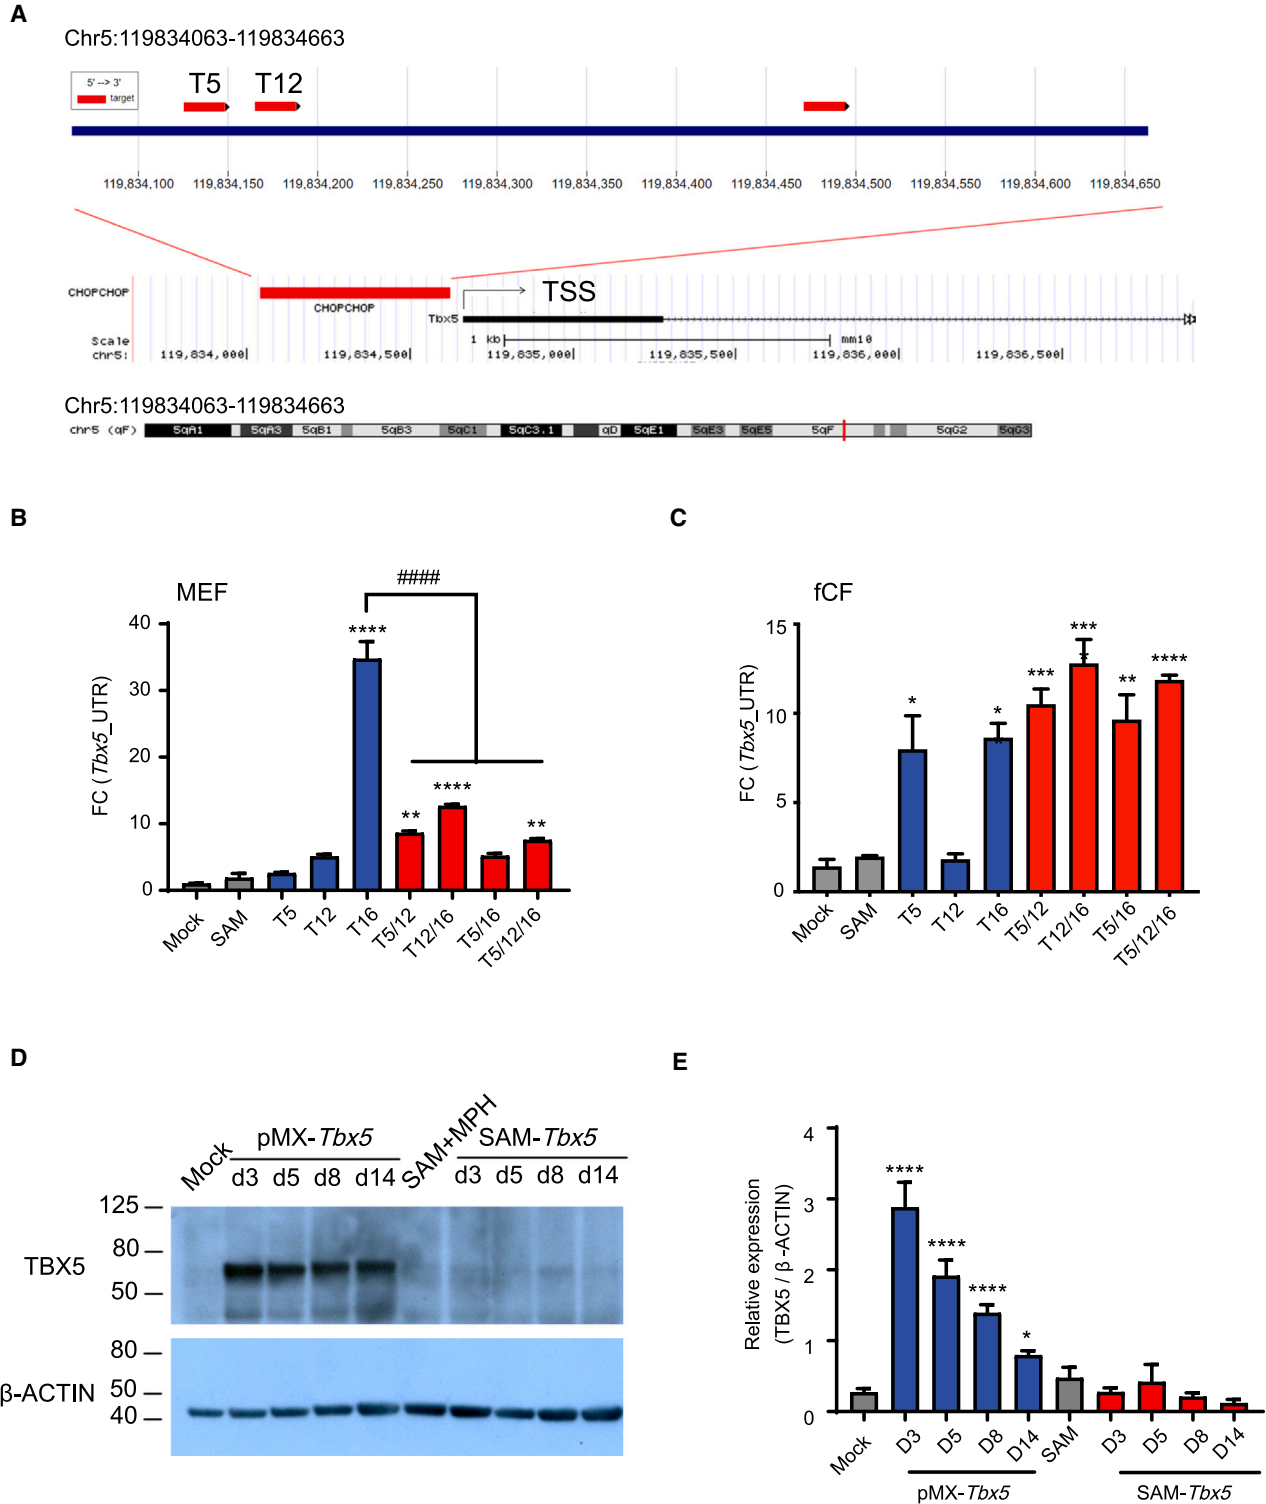 A
Chr5:119834063-119834663
5' --> 3'
target
T5
T12
119,834,100 119,834,150 119,834,200 119,834,250 119,834,300 119,834,350 119,834,400 119,834,450 119,834,500 119,834,550 119,834,600 119,834,650
CHOPCHOP
CHOPCHOP
TSS
Tbx5
Scale 1 kb mm10
chr5: 119,834,000 119,834,500 119,835,000 119,835,500 119,836,000 119,836,500
Chr5:119834063-119834663
chr5 (qF) 5qA1 5qA3 5qB1 5qB3 5qC1 5qC3.1 qD 5qE1 5qE3 5qE5 5qF 5qG2 5qG3
B
MEF
####
FC (Tbx5_UTR)
40
30
20
10
0
**** ** **** **
Mock SAM T5 T12 T16 T5/12 T12/16 T5/16 T5/12/16
C
fCF
FC (Tbx5_UTR)
15
10
5
0
* * * *** *** * ** ****
Mock SAM T5 T12 T16 T5/12 T12/16 T5/16 T5/12/16
D
Mock pMX-Tbx5 SAM+MPH SAM-Tbx5
d3 d5 d8 d14 d3 d5 d8 d14
TBX5
125
80
50
β-ACTIN
80
50
40
E
Relative expression
(TBX5 / β -ACTIN)
4
3
2
1
0
**** **** **** *
Mock D3 D5 D8 D14 SAM D3 D5 D8 D14
pMX-Tbx5 SAM-Tbx5